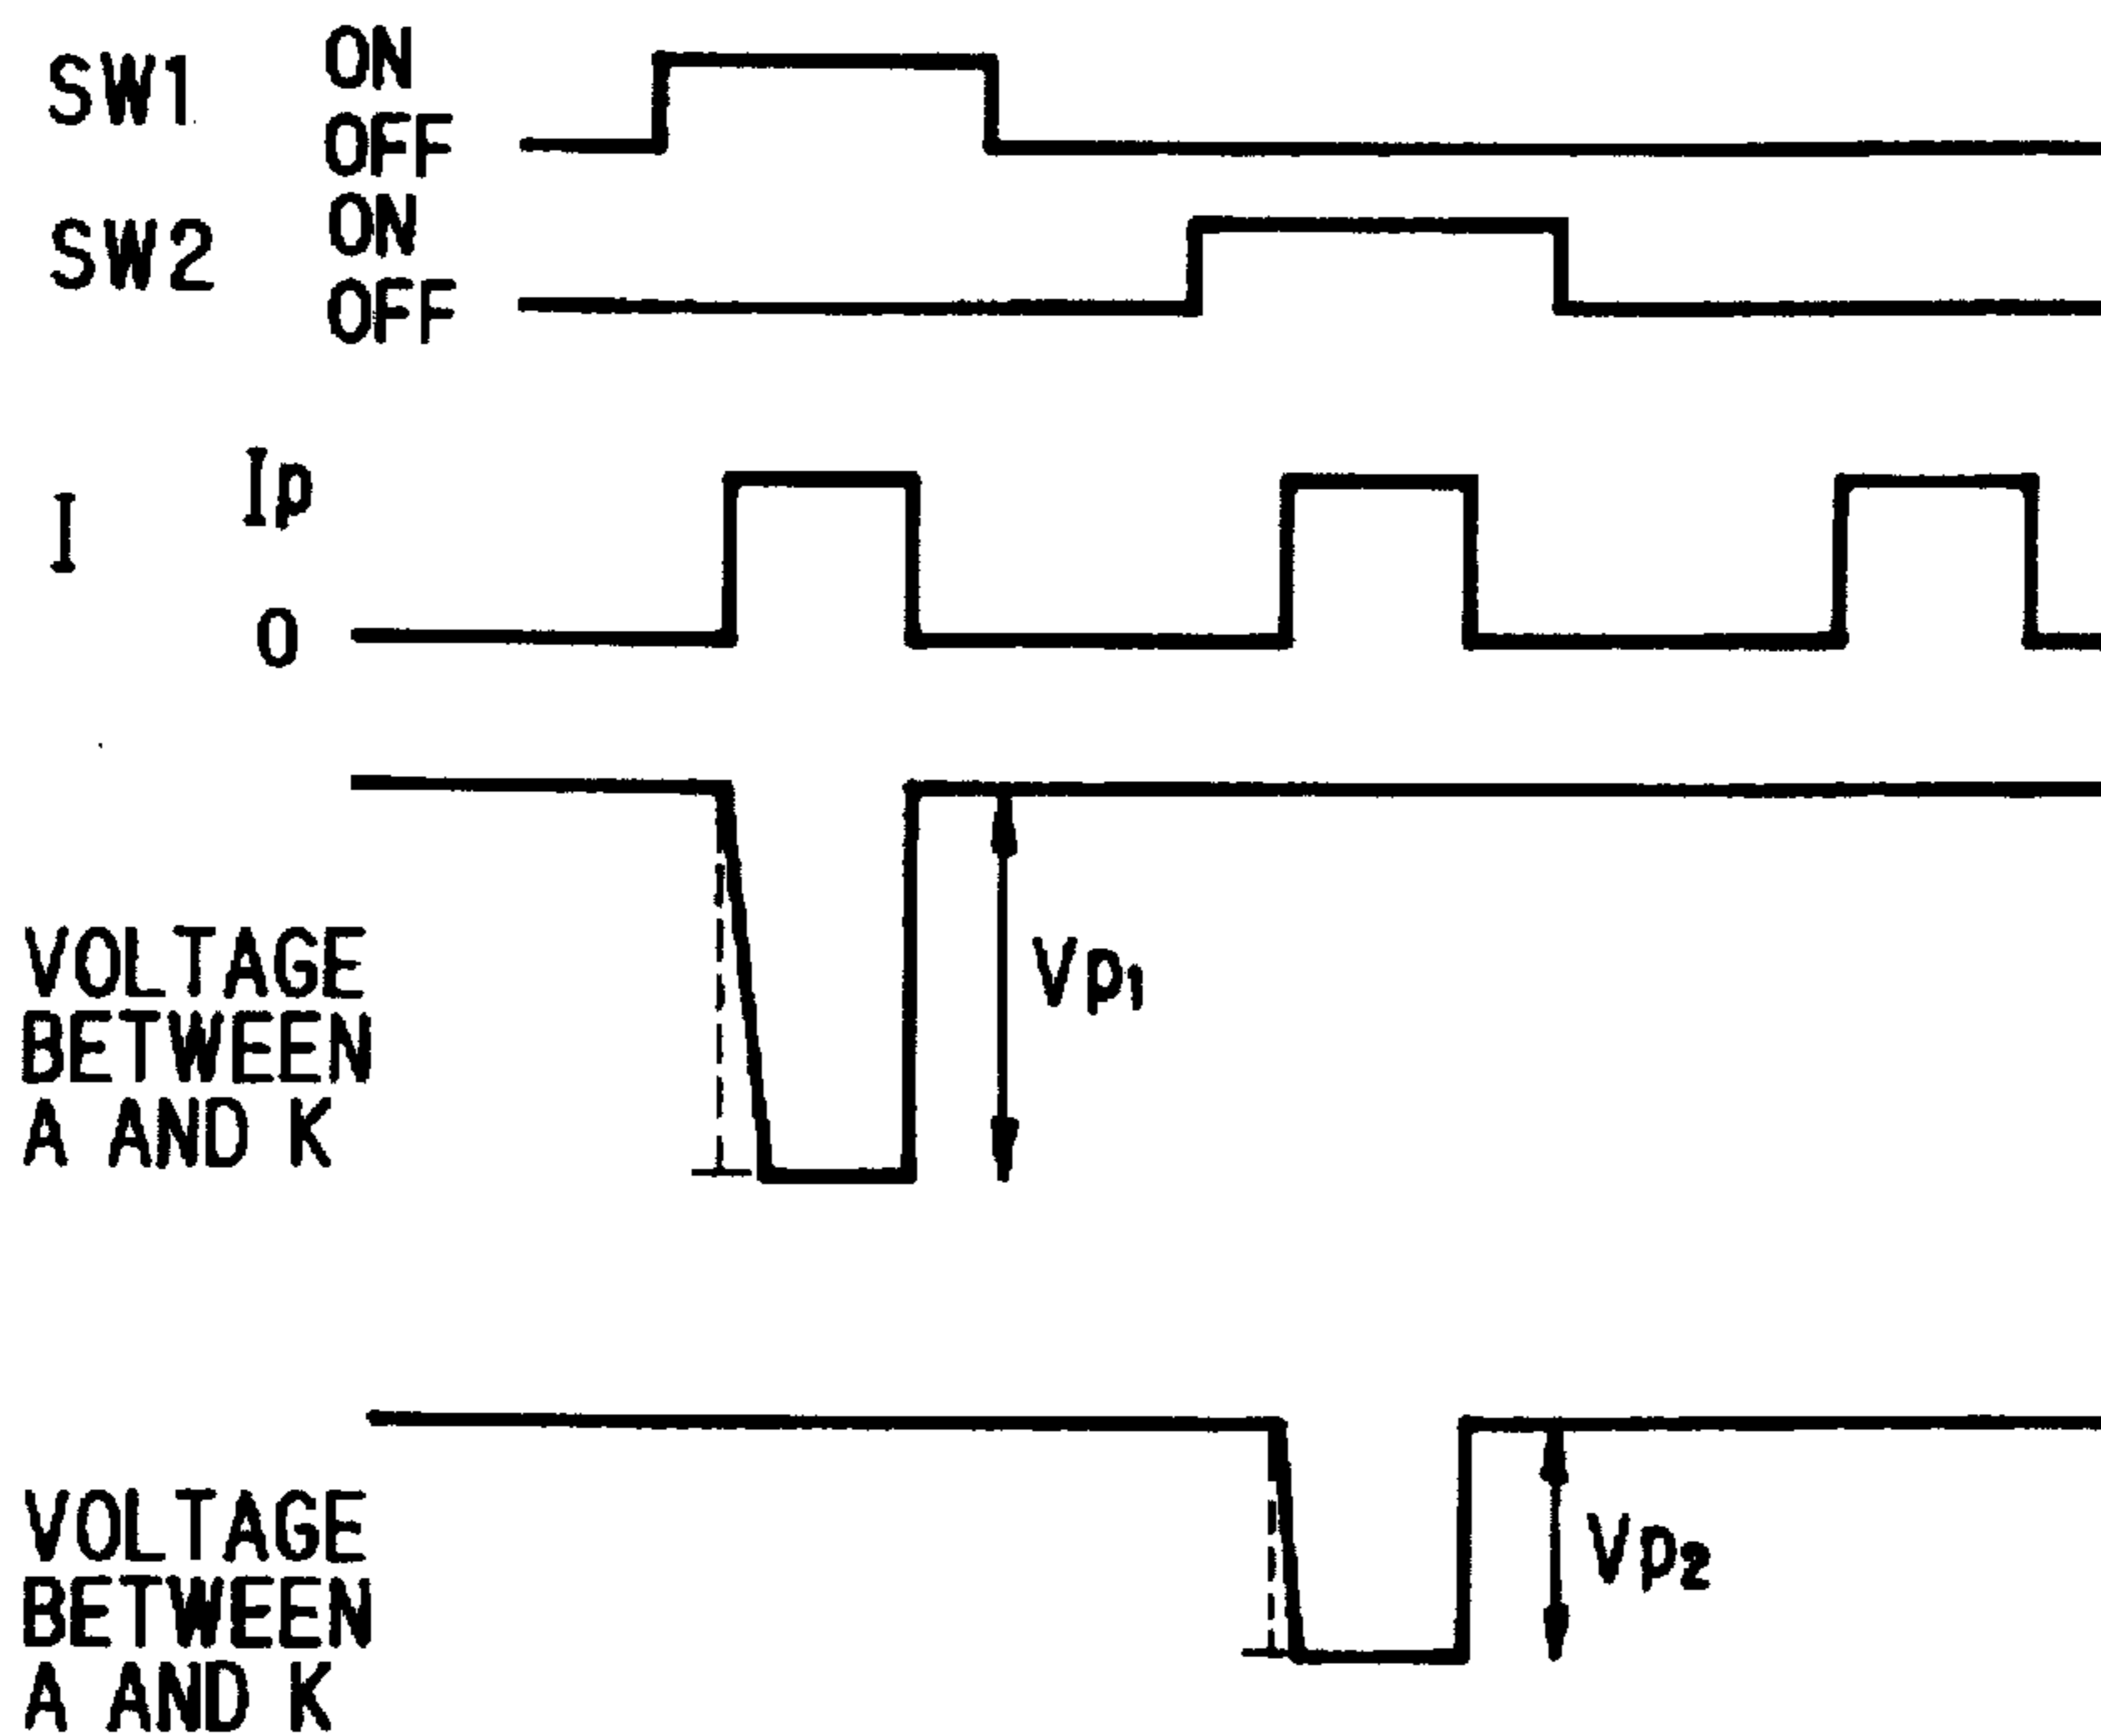 SW1 ON
OFF
SW2 ON
OFF
I Ip
0
VOLTAGE
BETWEEN
A AND K
Vp1
VOLTAGE
BETWEEN
A AND K
Vp2